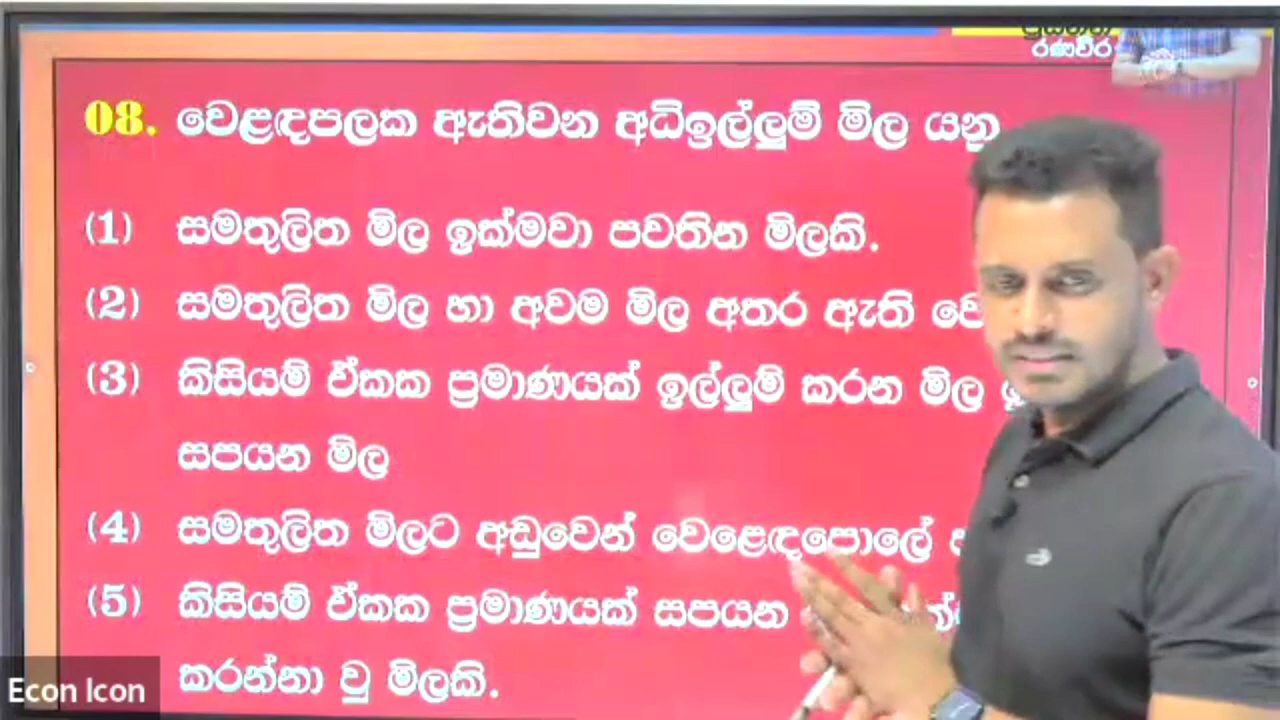 රණවීර
08. වෙළඳපලක ඇතිවන අධිඉල්ලුම් මිල යනු
(1) සමතුලිත මිල ඉක්මවා පවතින මිලකි.
(2) සමතුලිත මිල හා අවම මිල අතර ඇති
(3) කිසියම් ඒකක ප්‍රමාණයක් ඉල්ලුම් කරන මිල
සපයන මිල
(4) සමතුලිත මිලට අඩුවෙන් වෙළෙඳපොලේ
(5) කිසියම් ඒකක ප්‍රමාණයක් සපයන
කරන්නා වූ මිලකි.
Econ Icon